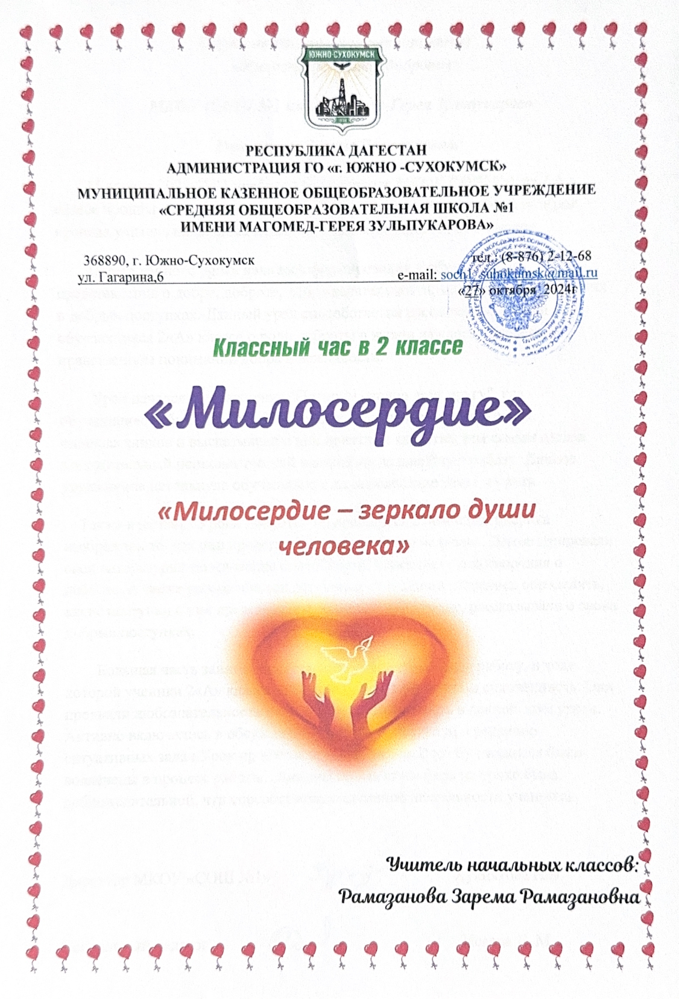 ЮЖНО-СУХОКУМСК
РЕСПУБЛИКА ДАГЕСТАН
АДМИНИСТРАЦИЯ ГО «г. ЮЖНО -СУХОКУМСК»
МУНИЦИПАЛЬНОЕ КАЗЕННОЕ ОБЩЕОБРАЗОВАТЕЛЬНОЕ УЧРЕЖДЕНИЕ
«СРЕДНЯЯ ОБЩЕОБРАЗОВАТЕЛЬНАЯ ШКОЛА №1
ИМЕНИ МАГОМЕД-ГЕРЕЯ ЗУЛЬПУКАРОВА»
368890, г. Южно-Сухокумск тел.: (8-876) 2-12-68
ул. Гагарина,6 e-mail: soch1_suhokumsk@mail.ru
«27» октября 2024г
Классный час в 2 классе
«Милосердие»
«Милосердие – зеркало души
человека»
Учитель начальных классов:
Рамазанова Зарема Рамазановна